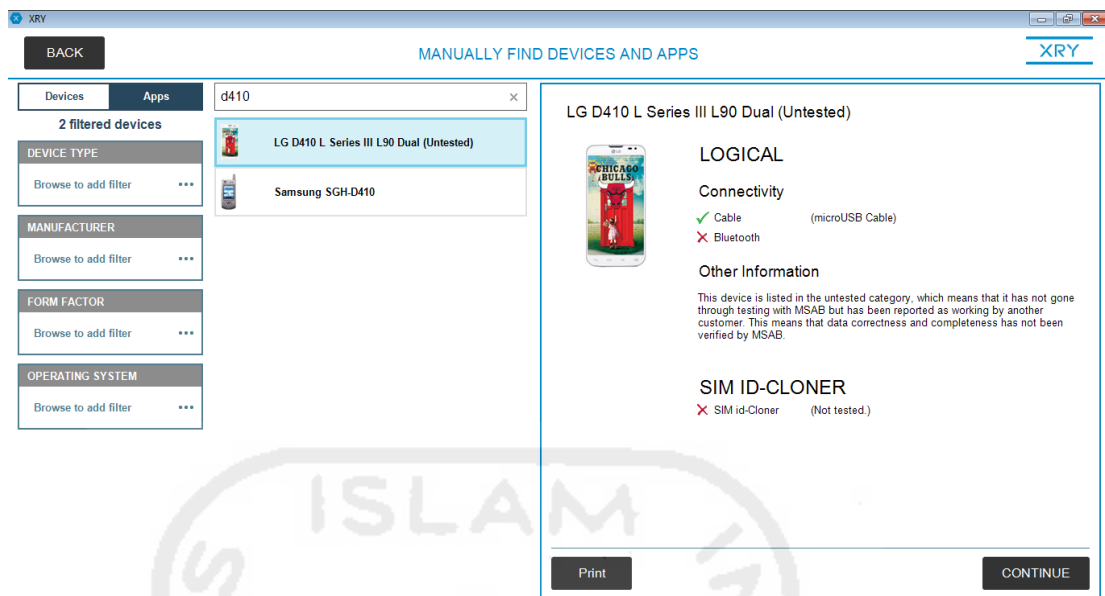 XRY
BACK
MANUALLY FIND DEVICES AND APPS
XRY
Devices Apps
2 filtered devices
DEVICE TYPE
Browse to add filter ...
MANUFACTURER
Browse to add filter ...
FORM FACTOR
Browse to add filter ...
OPERATING SYSTEM
Browse to add filter ...
d410
LG D410 L Series III L90 Dual (Untested)
Samsung SGH-D410
LG D410 L Series III L90 Dual (Untested)
CHICAGO
BULLS
LOGICAL
Connectivity
Cable (microUSB Cable)
Bluetooth
Other Information
This device is listed in the untested category, which means that it has not gone
through testing with MSAB but has been reported as working by another
customer. This means that data correctness and completeness has not been
verified by MSAB.
SIM ID-CLONER
SIM id-Cloner (Not tested.)
ISLAM
Print
CONTINUE